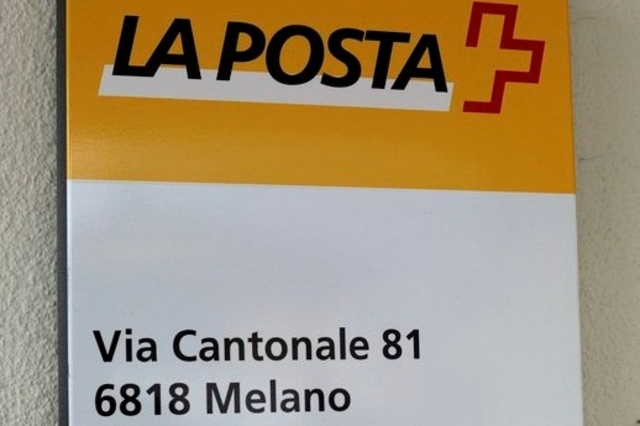 LA POSTA
Via Cantonale 81
6818 Melano